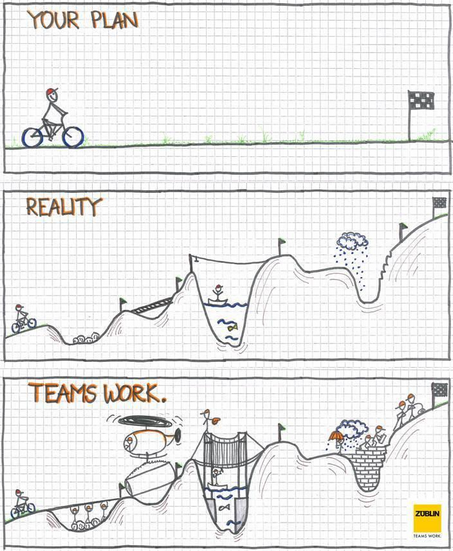 YOUR PLAN
REALITY
TEAMS WORK.
ZÜBLIN
TEAMS WORK